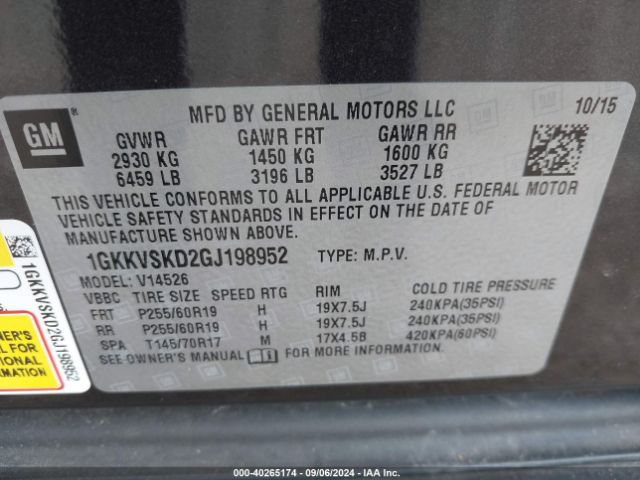 GM
MFD BY GENERAL MOTORS LLC
10/15
GVWR GAWR FRT GAWR RR
2930 KG 1450 KG 1600 KG
6459 LB 3196 LB 3527 LB
THIS VEHICLE CONFORMS TO ALL APPLICABLE U.S. FEDERAL MOTOR
VEHICLE SAFETY STANDARDS IN EFFECT ON THE DATE OF
MANUFACTURE SHOWN ABOVE.
1GKKVSKD2GJ198952 TYPE: M.P.V.
MODEL: V14526
VBBC TIRE SIZE SPEED RTG RIM COLD TIRE PRESSURE
FRT P255/60R19 H 19X7.5J 240KPA(35PSI)
RR P255/60R19 H 19X7.5J 240KPA(35PSI)
SPA T145/70R17 M 17X4.5B 420KPA(60PSI)
SEE OWNER'S MANUAL FOR MORE INFORMATION
1GKKVSKD2GJ198952
ER'S
FOR
IONAL
MATION
000-40265174 - 09/06/2024 - IAA Inc.